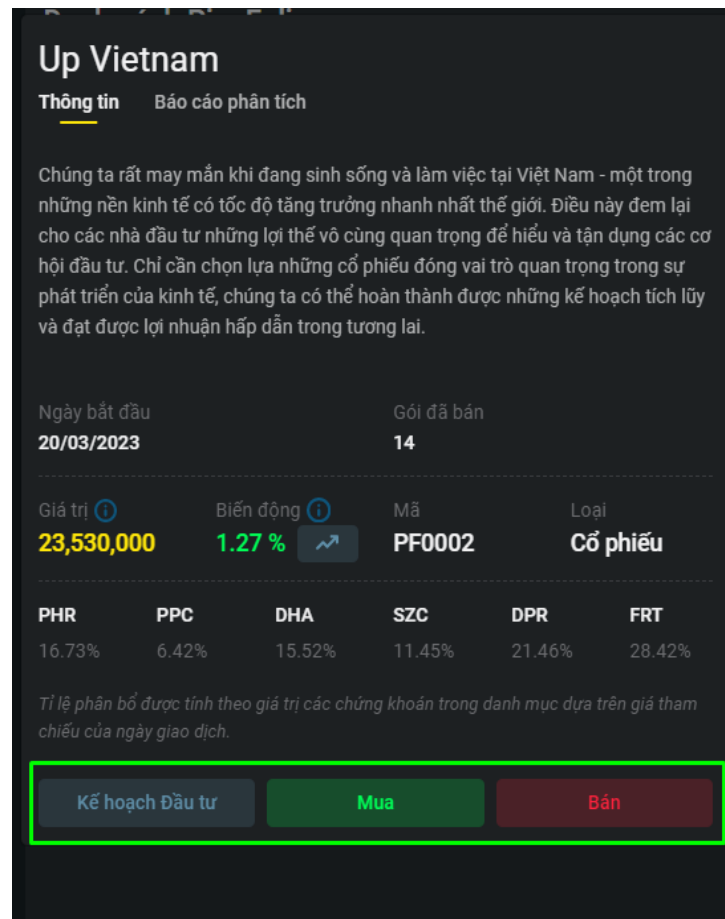 Up Vietnam
Thông tin Báo cáo phân tích
Chúng ta rất may mắn khi đang sinh sống và làm việc tại Việt Nam - một trong
những nền kinh tế có tốc độ tăng trưởng nhanh nhất thế giới. Điều này đem lại
cho các nhà đầu tư những lợi thế vô cùng quan trọng để hiểu và tận dụng các cơ
hội đầu tư. Chỉ cần chọn lựa những cổ phiếu đóng vai trò quan trọng trong sự
phát triển của kinh tế, chúng ta có thể hoàn thành được những kế hoạch tích lũy
và đạt được lợi nhuận hấp dẫn trong tương lai.
Ngày bắt đầu Gói đã bán
20/03/2023 14
Giá trị Biến động Mã Loại
23,530,000 1.27 % PF0002 Cổ phiếu
PHR PPC DHA SZC DPR FRT
16.73% 6.42% 15.52% 11.45% 21.46% 28.42%
Tỉ lệ phân bổ được tính theo giá trị các chứng khoán trong danh mục dựa trên giá tham
chiếu của ngày giao dịch.
Kế hoạch Đầu tư Mua Bán